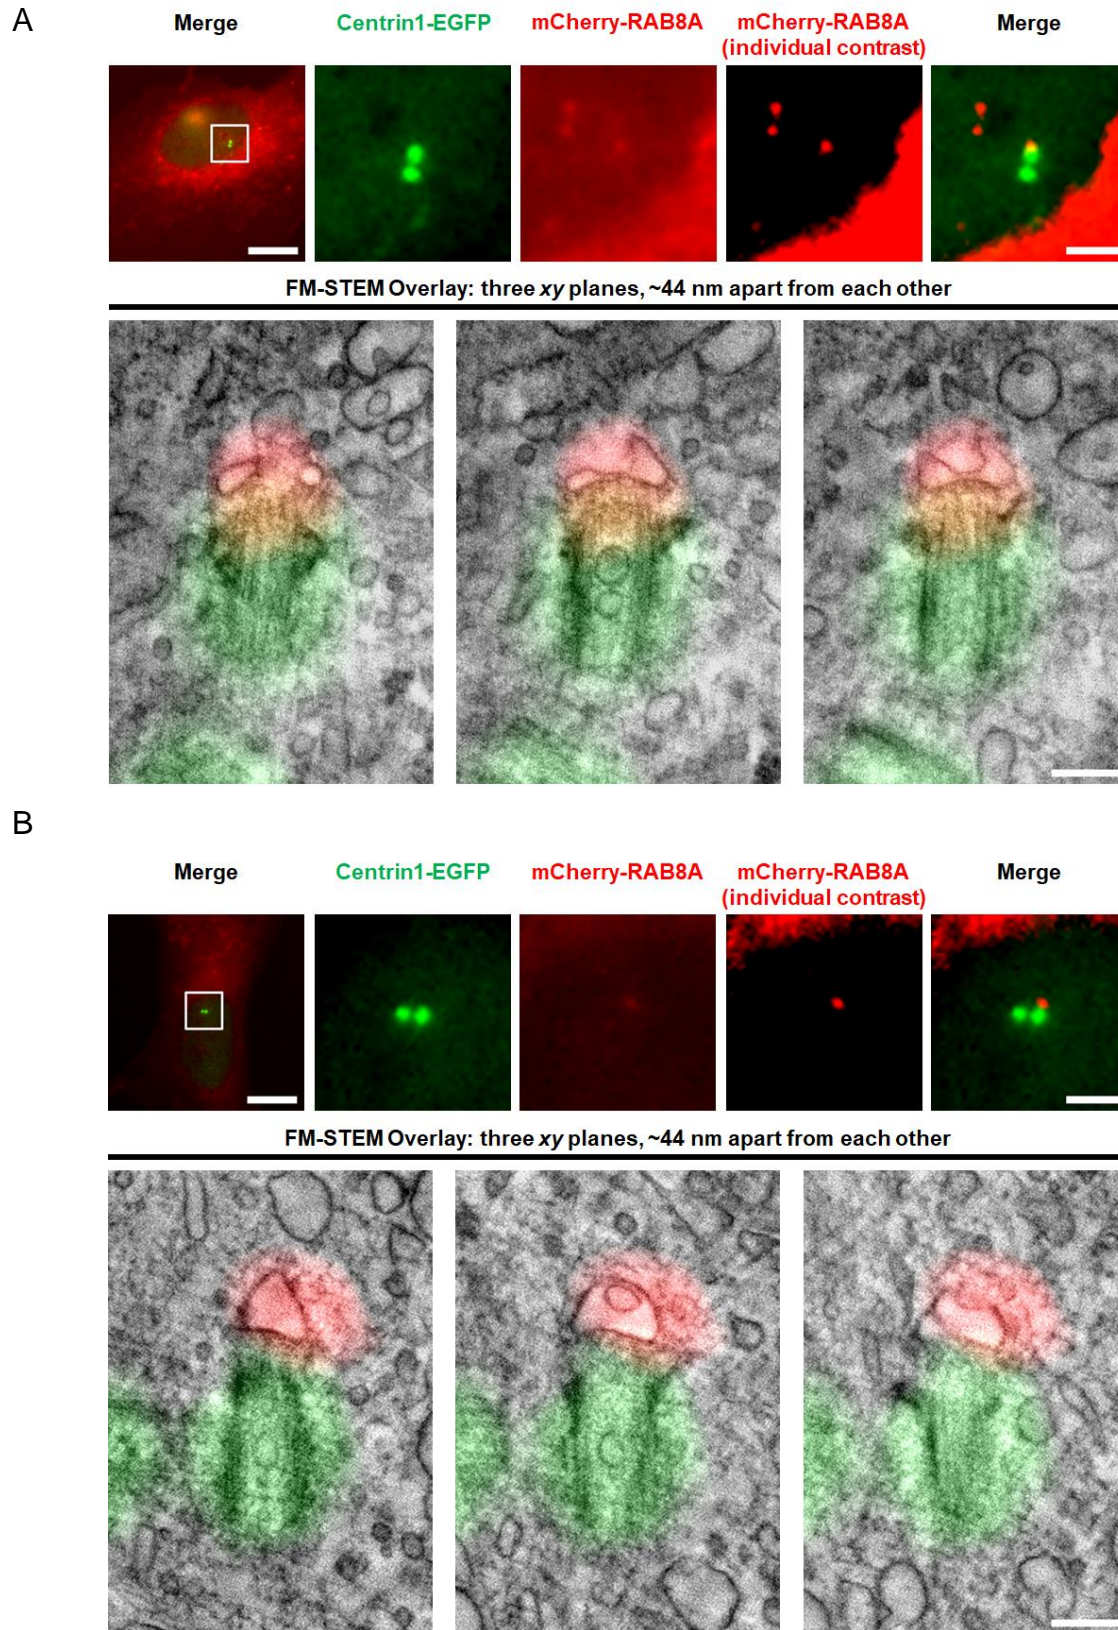 A
Merge
Centrin1-EGFP
mCherry-RAB8A
mCherry-RAB8A
(individual contrast)
Merge
FM-STEM Overlay: three xy planes, ~44 nm apart from each other
B
Merge
Centrin1-EGFP
mCherry-RAB8A
mCherry-RAB8A
(individual contrast)
Merge
FM-STEM Overlay: three xy planes, ~44 nm apart from each other